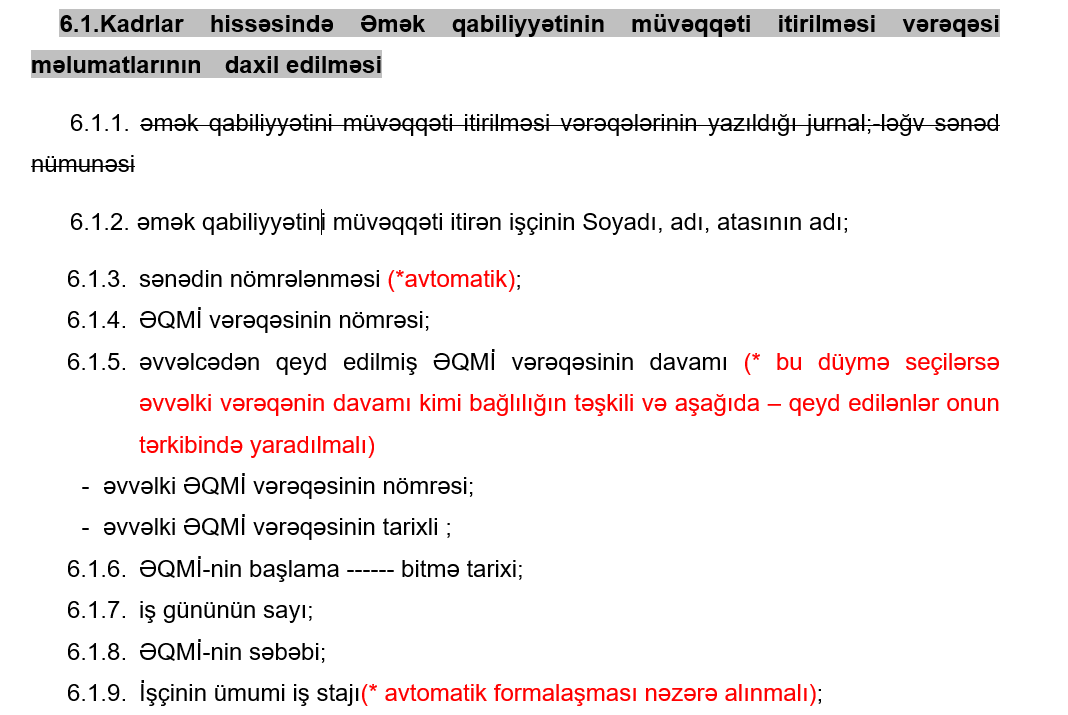 6.1.Kadrlar hissəsində Əmək qabiliyyətinin müvəqqəti itirilməsi vərəqəsi
məlumatlarının daxil edilməsi
6.1.1. əmək qabiliyyətini müvəqqəti itirilməsi vərəqələrinin yazıldığı jurnal;-ləğv sənəd
nümunəsi
6.1.2. əmək qabiliyyətini müvəqqəti itirən işçinin Soyadı, adı, atasının adı;
6.1.3. sənədin nömrələnməsi (*avtomatik);
6.1.4. ƏQMİ vərəqəsinin nömrəsi;
6.1.5. əvvəlcədən qeyd edilmiş ƏQMİ vərəqəsinin davamı (* bu düymə seçilərsə
əvvəlki vərəqənin davamı kimi bağlılığın təşkili və aşağıda – qeyd edilənlər onun
tərkibində yaradılmalı)
- əvvəlki ƏQMİ vərəqəsinin nömrəsi;
- əvvəlki ƏQMİ vərəqəsinin tarixli ;
6.1.6. ƏQMİ-nin başlama ------ bitmə tarixi;
6.1.7. iş gününün sayı;
6.1.8. ƏQMİ-nin səbəbi;
6.1.9. İşçinin ümumi iş stajı(* avtomatik formalaşması nəzərə alınmalı);